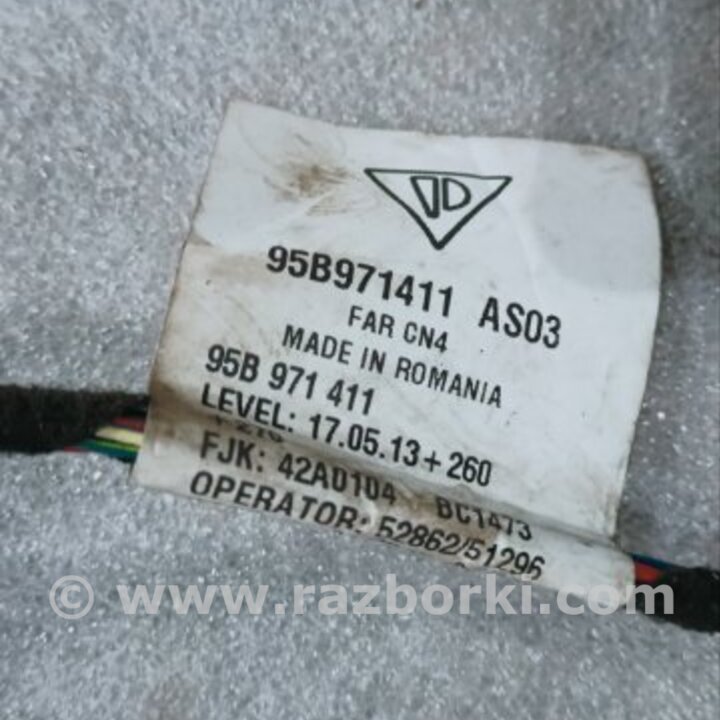 95B971411 AS03
FAR CN4
MADE IN ROMANIA
95B 971 411
LEVEL: 17.05.13+260
FJK: 42A0104 BC1473
OPERATOR: 52862/51296
© www.razborki.com